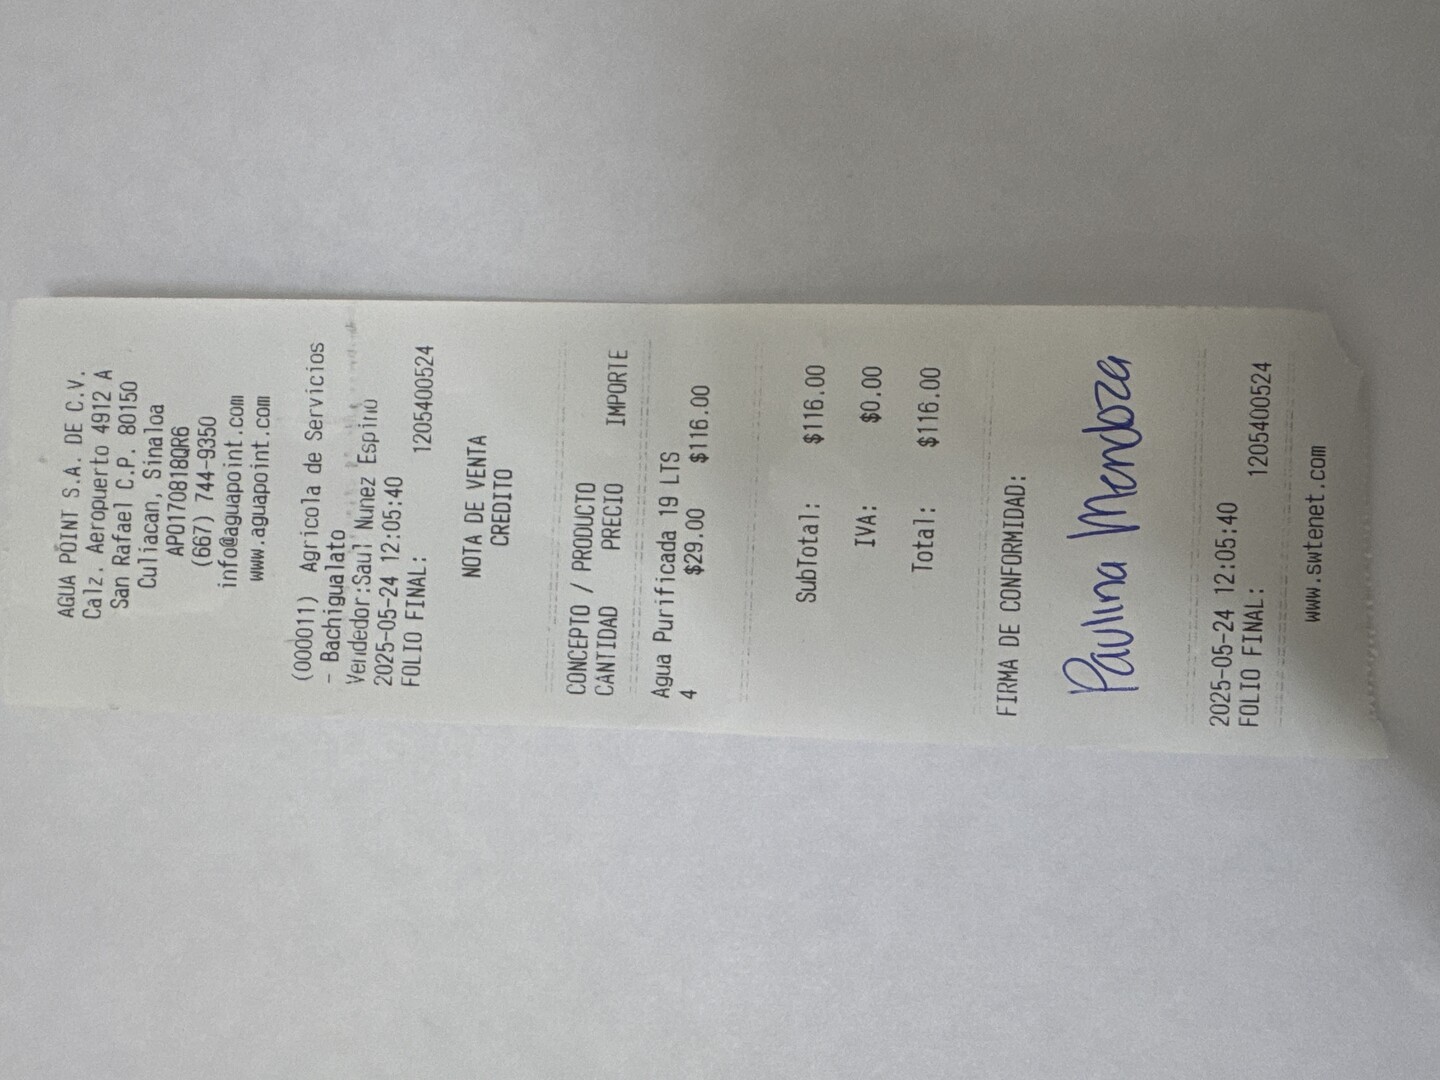 AGUA POINT S.A. DE C.V.
Calz. Aeropuerto 4912 A
San Rafael C.P. 80150
Culiacan, Sinaloa
APO170818QR6
(667) 744-9350
info@aguapoint.com
www.aguapoint.com
(000011) Agricola de Servicios
- Bachigualato
Vendedor:Saul Nunez Espino
2025-05-24 12:05:40
FOLIO FINAL: 1205400524
NOTA DE VENTA
CREDITO
CONCEPTO / PRODUCTO
CANTIDAD PRECIO IMPORTE
Agua Purificada 19 LTS
4 $29.00 $116.00
SubTotal: $116.00
IVA: $0.00
Total: $116.00
FIRMA DE CONFORMIDAD:
Paulina Mendoza
2025-05-24 12:05:40
FOLIO FINAL: 1205400524
www.swtenet.com